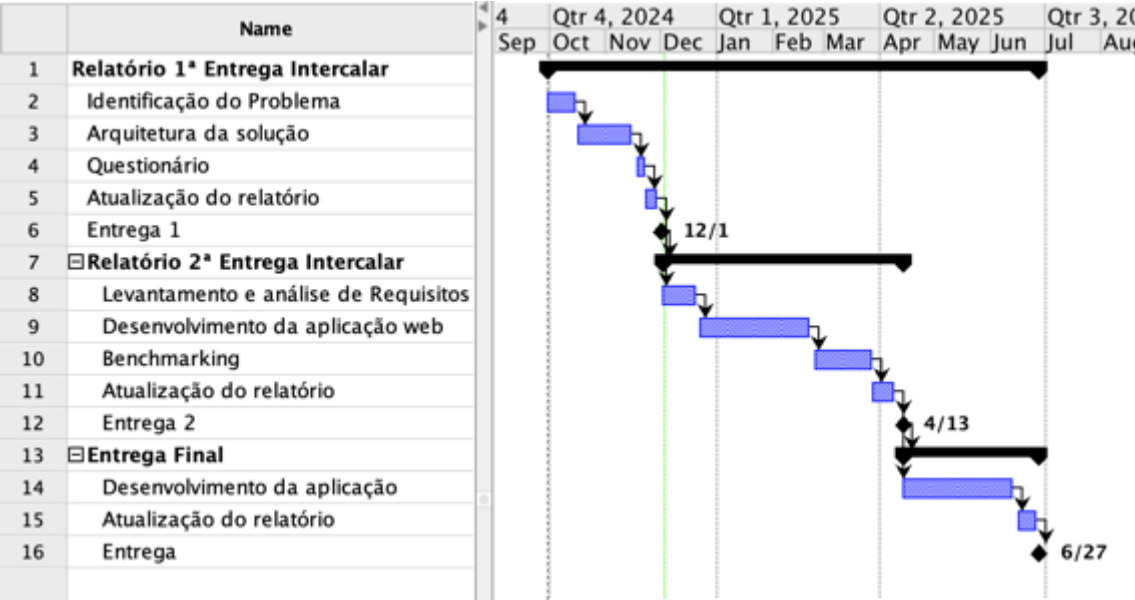 Name
4 Qtr 4, 2024 Qtr 1, 2025 Qtr 2, 2025 Qtr 3, 20
Sep Oct Nov Dec Jan Feb Mar Apr May Jun Jul Aug
1 Relatório 1ª Entrega Intercalar
2 Identificação do Problema
3 Arquitetura da solução
4 Questionário
5 Atualização do relatório
6 Entrega 1 12/1
7 Relatório 2ª Entrega Intercalar
8 Levantamento e análise de Requisitos
9 Desenvolvimento da aplicação web
10 Benchmarking
11 Atualização do relatório
12 Entrega 2 4/13
13 Entrega Final
14 Desenvolvimento da aplicação
15 Atualização do relatório
16 Entrega 6/27